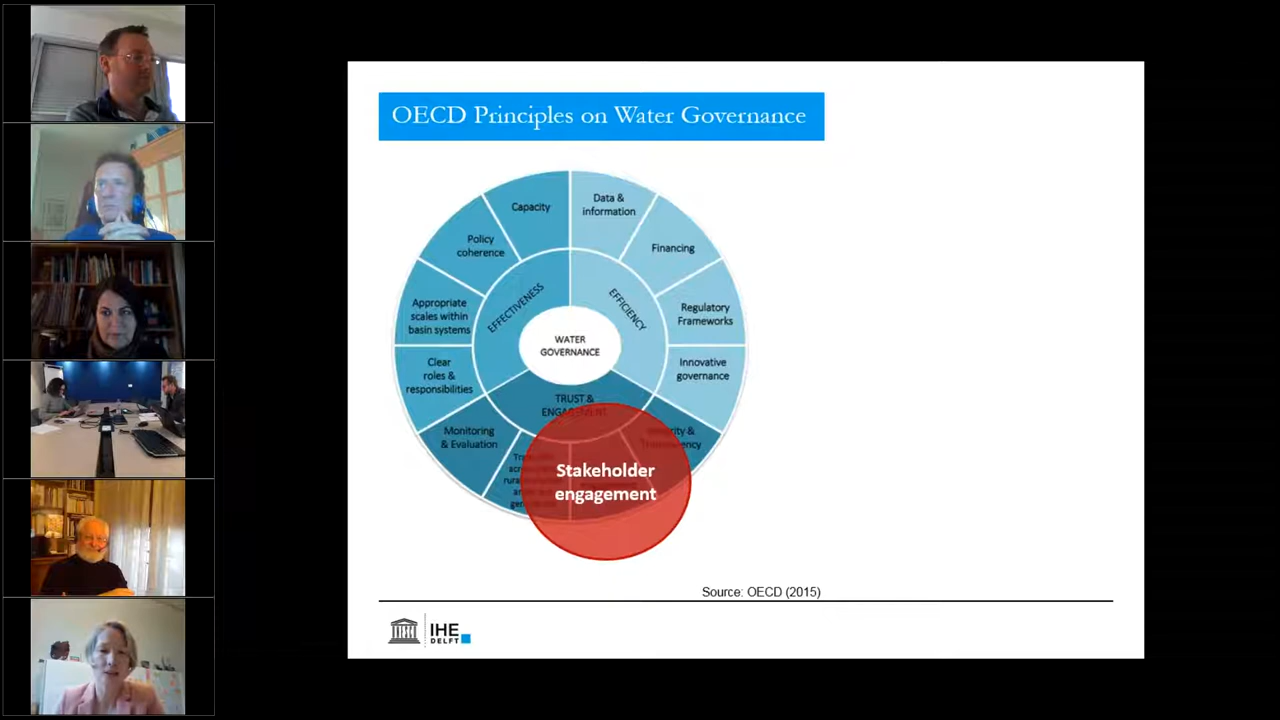 OECD Principles on Water Governance
Capacity
Data &
information
Policy
coherence
Financing
Appropriate
scales within
basin systems
EFFECTIVENESS
EFFICIENCY
Regulatory
Frameworks
WATER
GOVERNANCE
Clear
roles &
responsibilities
Innovative
governance
TRUST &
ENGAGEMENT
Monitoring
& Evaluation
Stakeholder
engagement
Source: OECD (2015)
IHE
DELFT